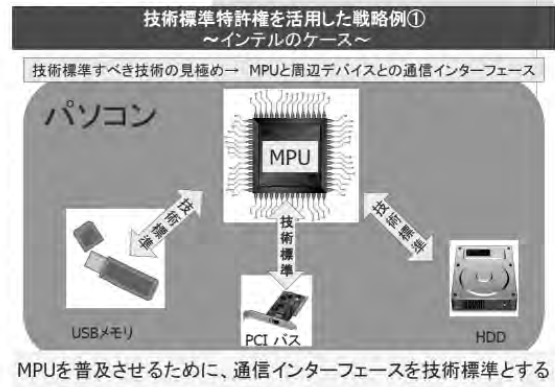 技術標準特許権を活用した戦略例①
～インテルのケース～
技術標準すべき技術の見極め→ MPUと周辺デバイスとの通信インターフェース
パソコン
MPU
技術標準
技術標準
技術標準
USBメモリ
PCI バス
HDD
MPUを普及させるために、通信インターフェースを技術標準とする